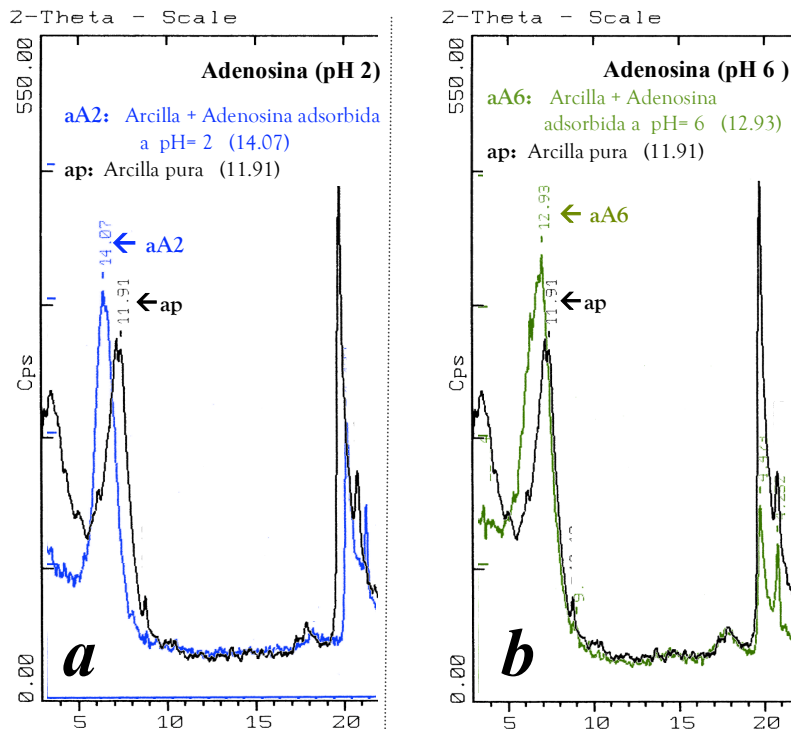 2-Theta - Scale
550.00
Adenosina (pH 2)
aA2: Arcilla + Adenosina adsorbida
a pH= 2 (14.07)
ap: Arcilla pura (11.91)
14.07
← aA2
11.91
← ap
Cps
0.00
a
5 10 15 20
2-Theta - Scale
550.00
Adenosina (pH 6 )
aA6: Arcilla + Adenosina
adsorbida a pH= 6 (12.93)
ap: Arcilla pura (11.91)
12.93
← aA6
11.91
← ap
Cps
0.00
b
5 10 15 20